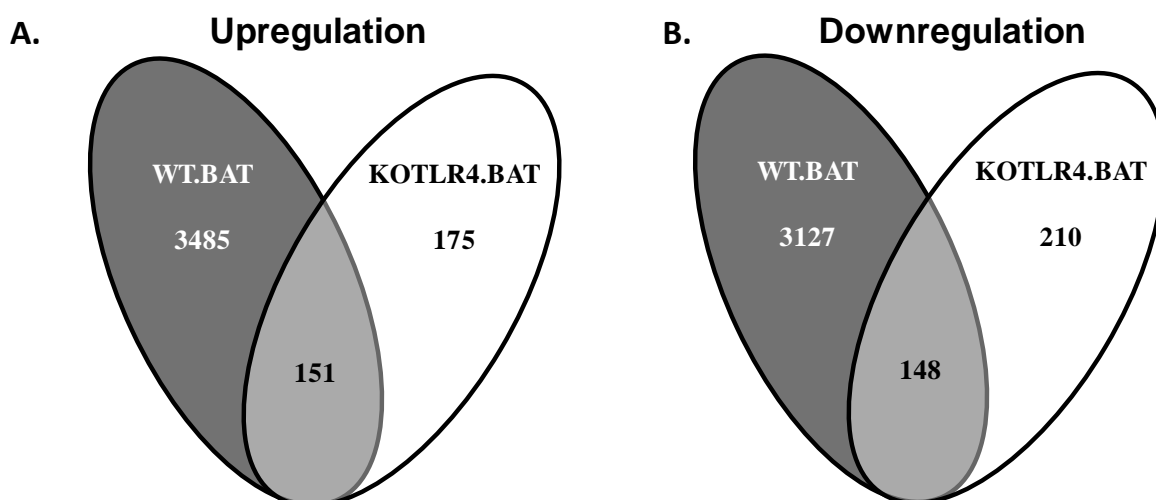 A.
Upregulation
WT.BAT
KOTLR4.BAT
3485
175
151
B.
Downregulation
WT.BAT
KOTLR4.BAT
3127
210
148